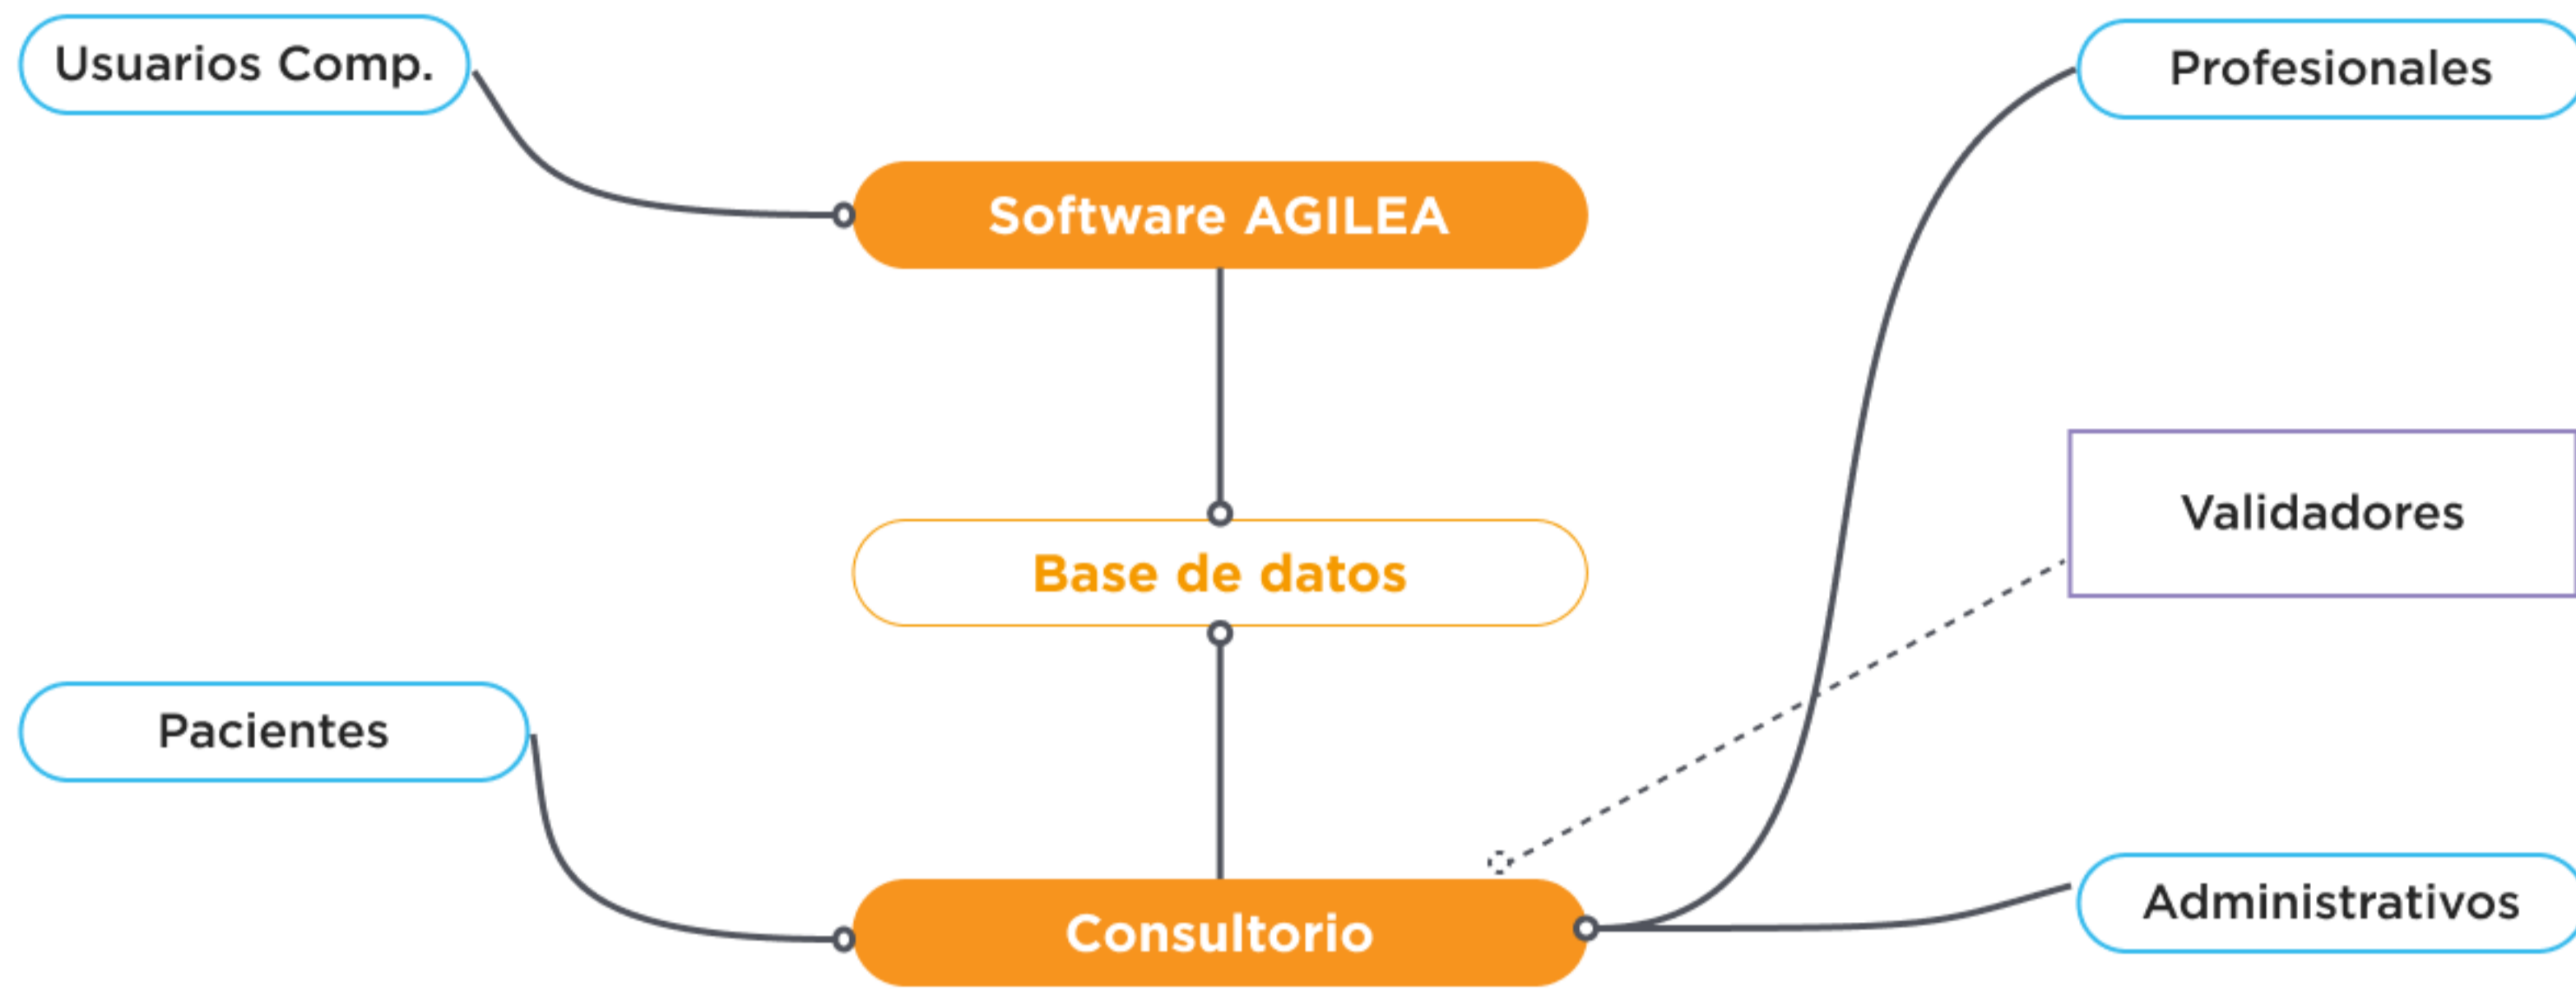 Usuarios Comp.
Profesionales
Software AGILEA
Validadores
Base de datos
Pacientes
Administrativos
Consultorio